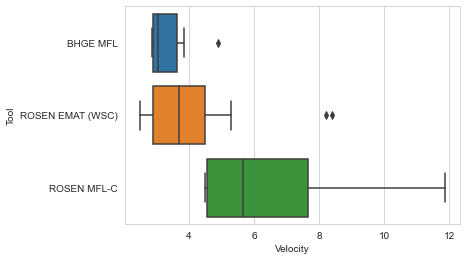 Tool
BHGE MFL
ROSEN EMAT (WSC)
ROSEN MFL-C
4 6 8 10 12
Velocity